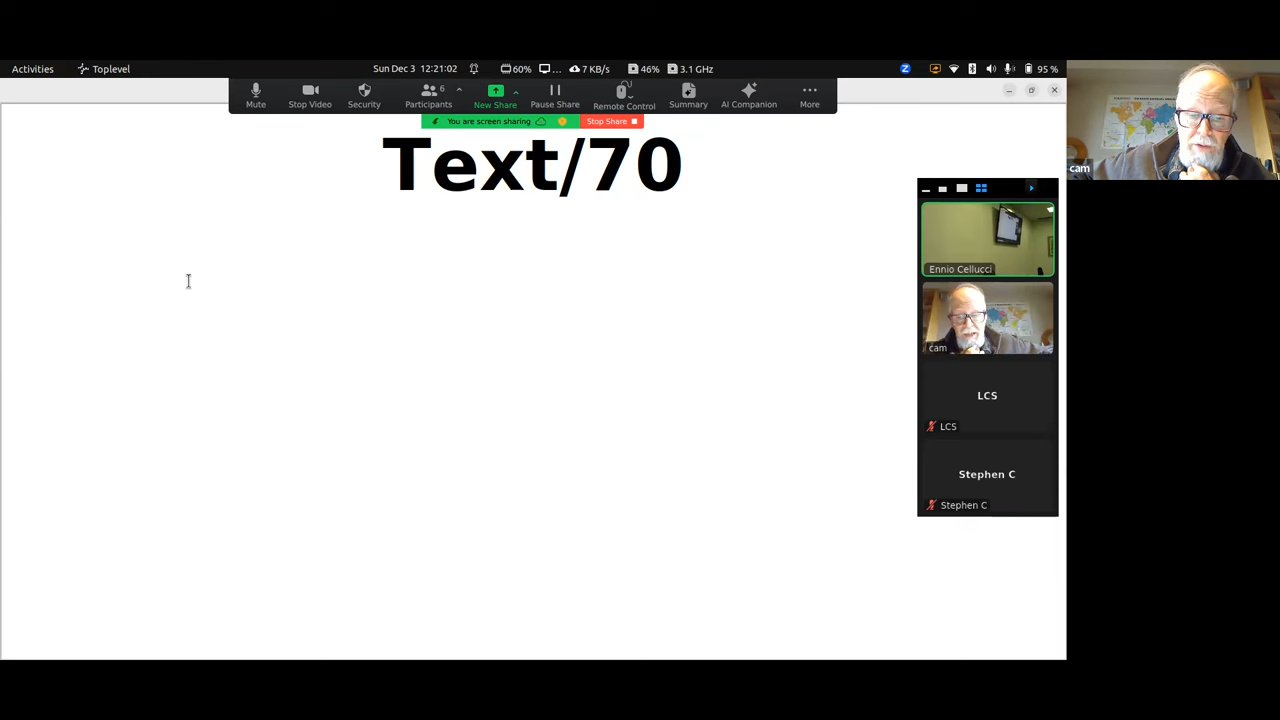 Activities
Toplevel
Sun Dec 3 12:21:02
60%
...
7 KB/s
46%
3.1 GHz
95 %
Mute
Stop Video
Security
Participants
6
New Share
Pause Share
Remote Control
Summary
AI Companion
More
You are screen sharing
Stop Share
Text/70
Ennio Cellucci
cam
LCS
LCS
Stephen C
Stephen C
cam